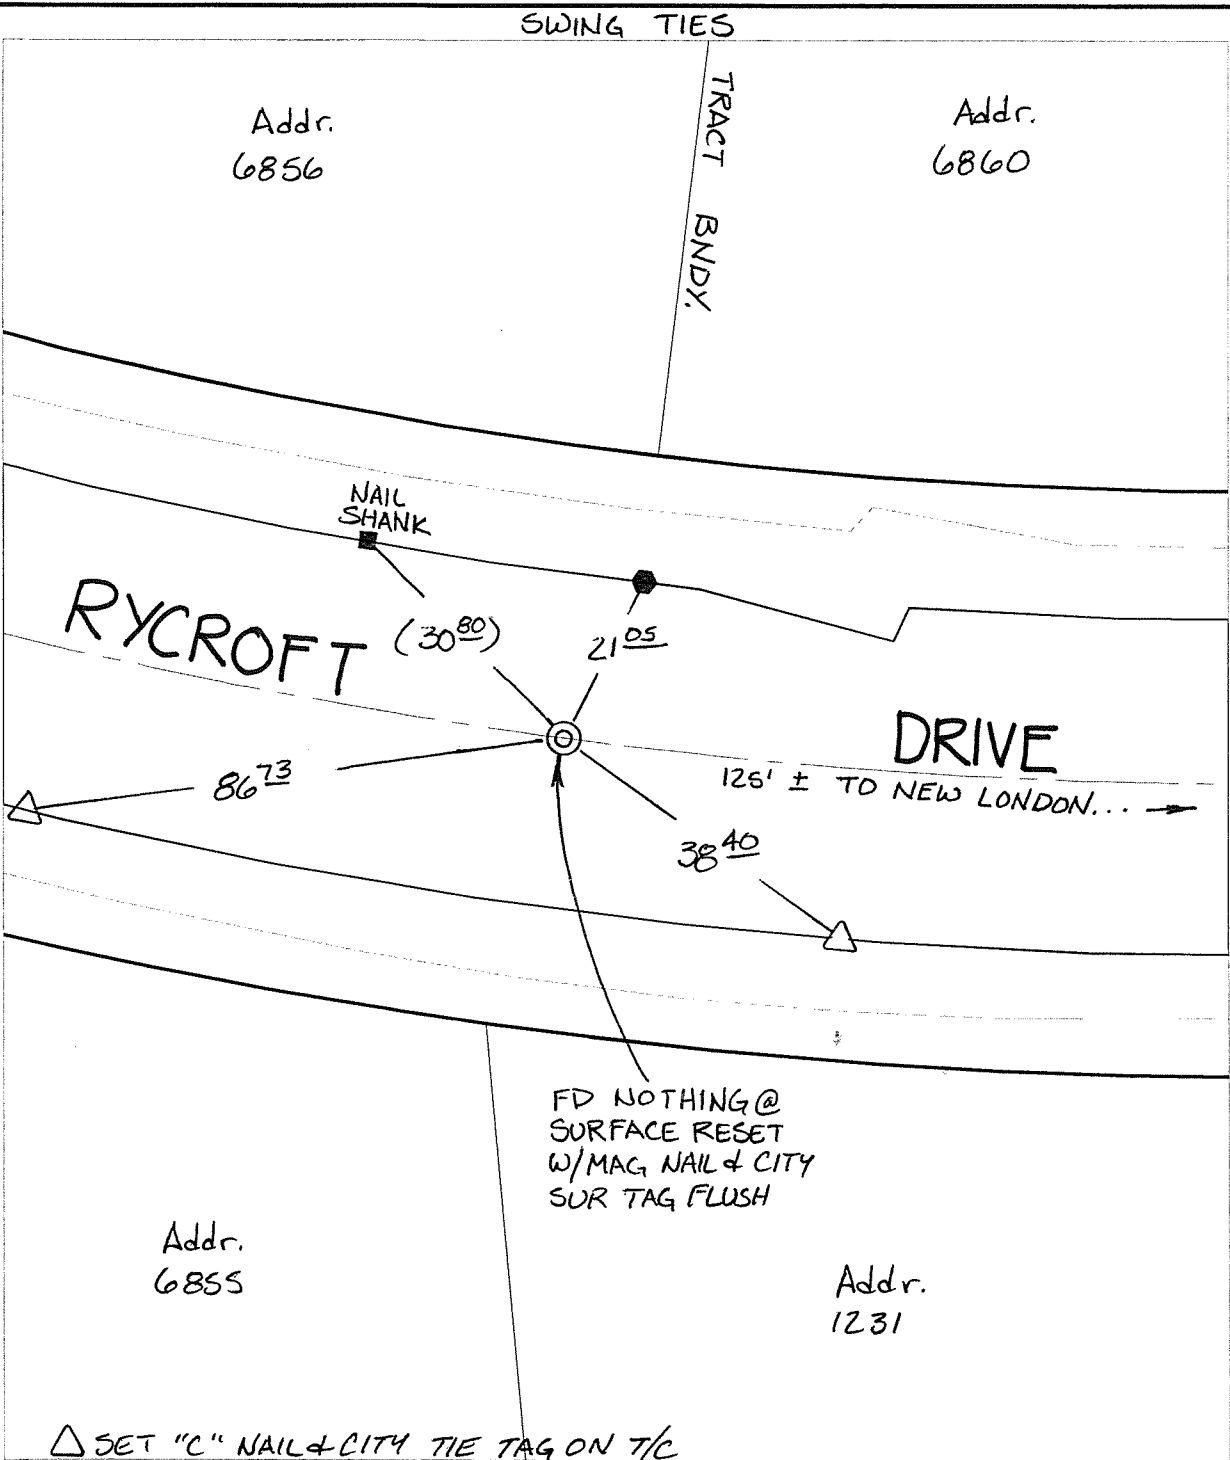 SWING TIES
Addr.
6856
TRACT BNDY.
Addr.
6860
NAIL
SHANK
RYCROFT
(30 80)
21 05
DRIVE
125' ± TO NEW LONDON... →
86 73
38 40
FD NOTHING @
SURFACE RESET
W/MAG NAIL & CITY
SUR TAG FLUSH
Addr.
6855
Addr.
1231
△ SET "C" NAIL & CITY TIE TAG ON T/C